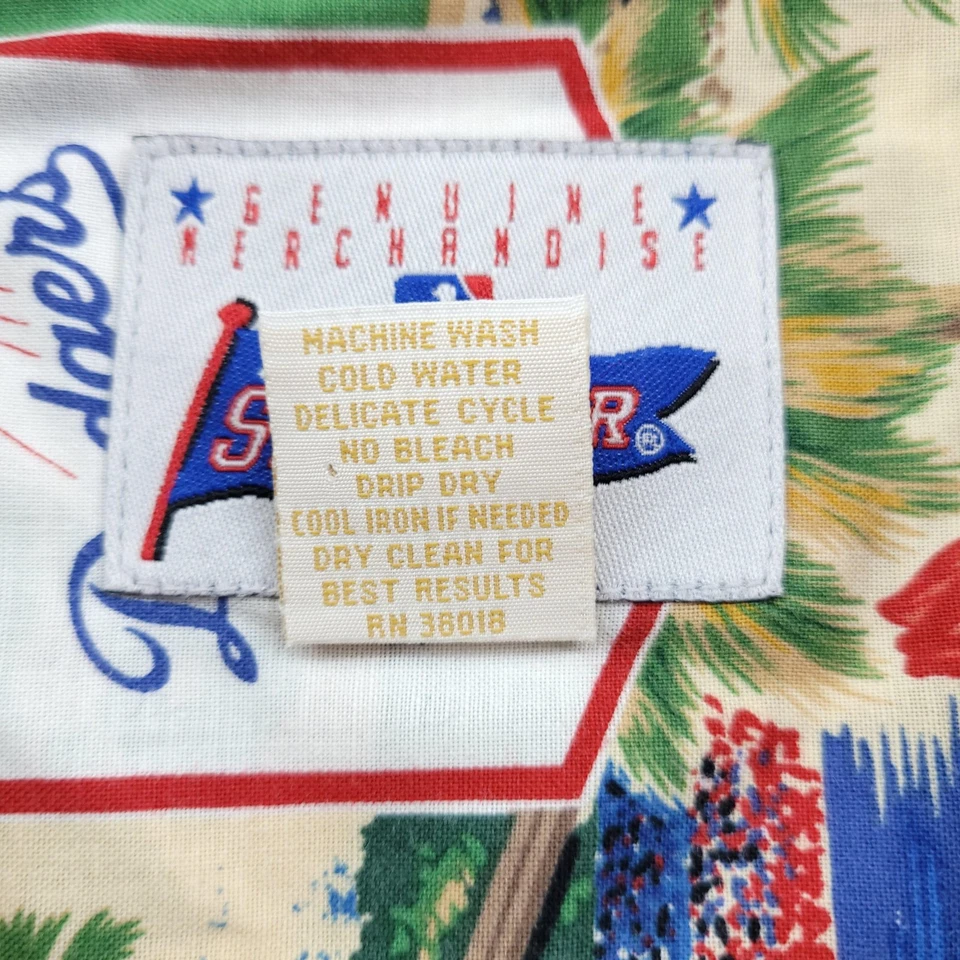 GENUINE
MERCHANDISE
S R ®
MACHINE WASH
COLD WATER
DELICATE CYCLE
NO BLEACH
DRIP DRY
COOL IRON IF NEEDED
DRY CLEAN FOR
BEST RESULTS
RN 38018